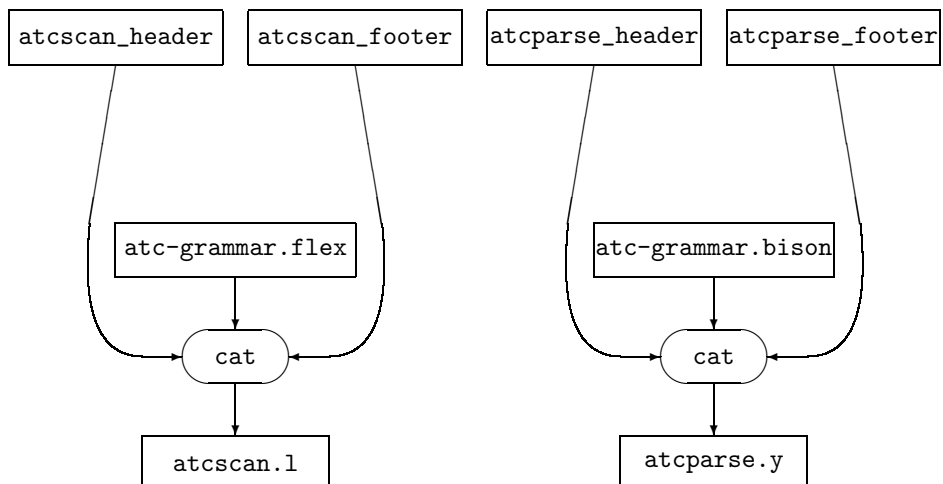 atcscan_header
atcscan_footer
atcparse_header
atcparse_footer
atc-grammar.flex
atc-grammar.bison
cat
cat
atcscan.l
atcparse.y